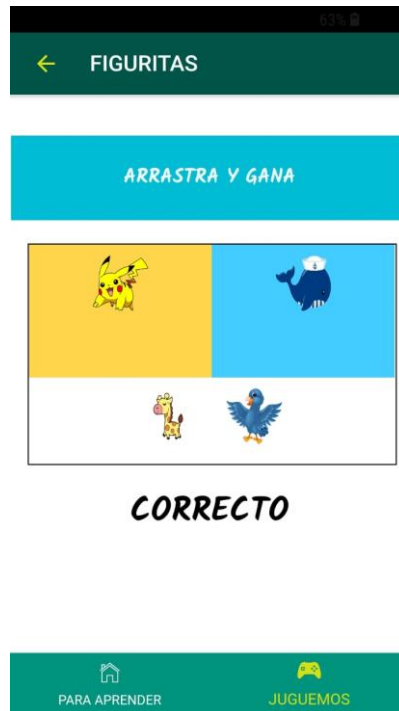 63%
FIGURITAS
ARRASTRA Y GANA
CORRECTO
PARA APRENDER
JUGUEMOS